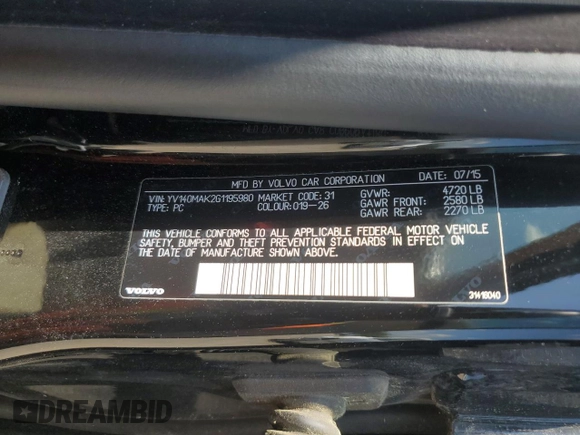 MFD BY VOLVO CAR CORPORATION DATE: 07/15
VIN: YV140MAK2G1195980 MARKET CODE: 31 GVWR: 4720 LB
TYPE: PC COLOUR: 019-26 GAWR FRONT: 2580 LB
GAWR REAR: 2270 LB
THIS VEHICLE CONFORMS TO ALL APPLICABLE FEDERAL MOTOR VEHICLE
SAFETY, BUMPER AND THEFT PREVENTION STANDARDS IN EFFECT ON
THE DATE OF MANUFACTURE SHOWN ABOVE.
VOLVO 31419040
DREAMBID